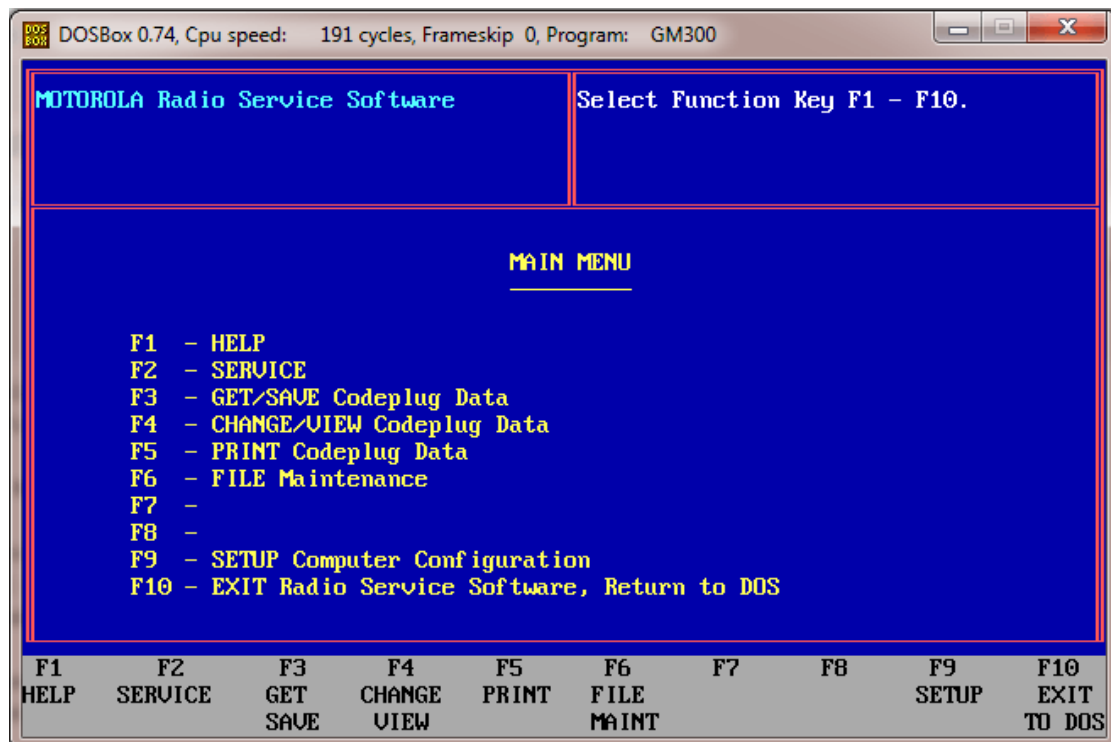 DOSBox 0.74, Cpu speed: 191 cycles, Frameskip 0, Program: GM300
MOTOROLA Radio Service Software
Select Function Key F1 - F10.
MAIN MENU
F1 - HELP
F2 - SERVICE
F3 - GET/SAVE Codeplug Data
F4 - CHANGE/VIEW Codeplug Data
F5 - PRINT Codeplug Data
F6 - FILE Maintenance
F7 -
F8 -
F9 - SETUP Computer Configuration
F10 - EXIT Radio Service Software, Return to DOS
F1 F2 F3 F4 F5 F6 F7 F8 F9 F10
HELP SERVICE GET CHANGE PRINT FILE SETUP EXIT
SAVE VIEW MAINT TO DOS